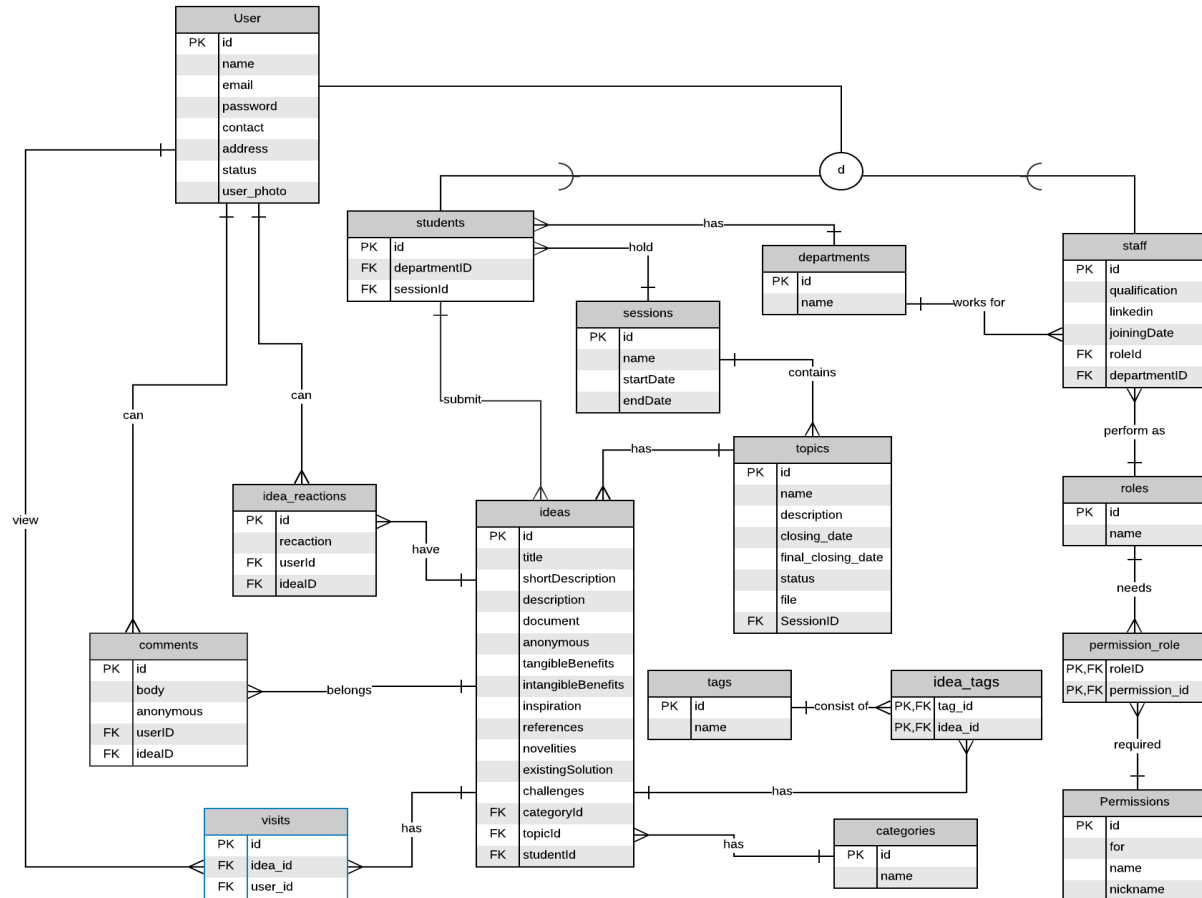 User
PK id
name
email
password
contact
address
status
user_photo
d
students
PK id
FK departmentID
FK sessionId
has
hold
departments
PK id
name
works for
staff
PK id
qualification
linkedin
joiningDate
FK roleId
FK departmentID
sessions
PK id
name
startDate
endDate
contains
can
can
submit
view
perform as
has
topics
PK id
name
description
closing_date
final_closing_date
status
file
FK SessionID
roles
PK id
name
needs
idea_reactions
PK id
recaction
FK userId
FK ideaID
have
ideas
PK id
title
shortDescription
description
document
anonymous
tangibleBenefits
intangibleBenefits
inspiration
references
novelities
existingSolution
challenges
FK categoryId
FK topicId
FK studentId
comments
PK id
body
anonymous
FK userID
FK ideaID
belongs
tags
PK id
name
consist of
idea_tags
PK,FK tag_id
PK,FK idea_id
permission_role
PK,FK roleID
PK,FK permission_id
required
has
has
has
visits
PK id
FK idea_id
FK user_id
categories
PK id
name
Permissions
PK id
for
name
nickname